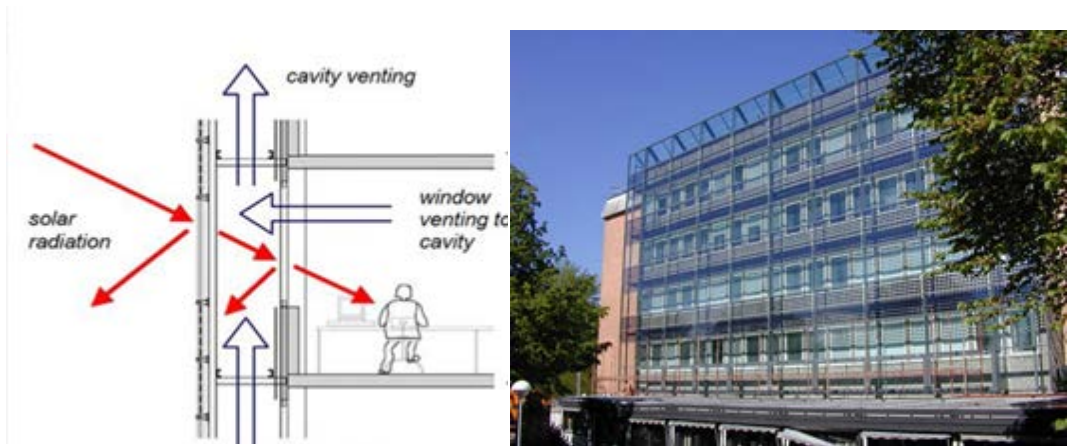 cavity venting
window
venting to
cavity
solar
radiation